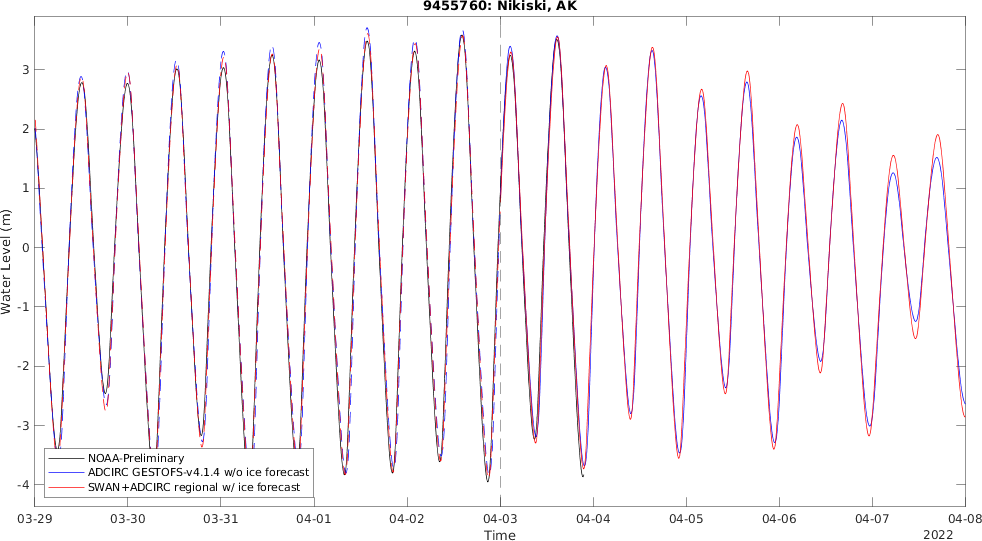 9455760: Nikiski, AK
Water Level (m)
3
2
1
0
-1
-2
-3
-4
NOAA-Preliminary
ADCIRC GESTOFS-v4.1.4 w/o ice forecast
SWAN+ADCIRC regional w/ ice forecast
03-29 03-30 03-31 04-01 04-02 04-03 04-04 04-05 04-06 04-07 04-08
Time
2022